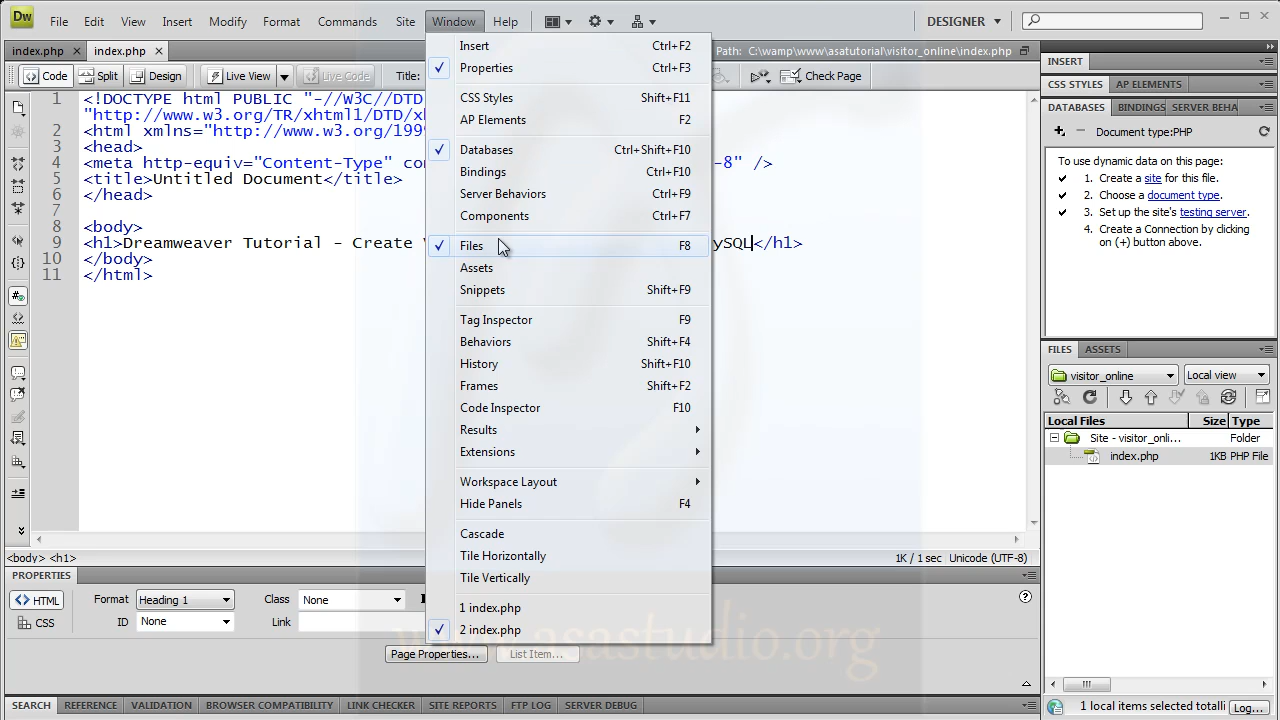 Dw File Edit View Insert Modify Format Commands Site Window Help DESIGNER
index.php index.php Path: C:\wamp\www\asatutorial\visitor_online\index.php
Code Split Design Live View Live Code Title: Check Page
1 <!DOCTYPE html PUBLIC "-//W3C//DTD
"http://www.w3.org/TR/xhtml1/DTD/xh
2 <html xmlns="http://www.w3.org/199
3 <head>
4 <meta http-equiv="Content-Type" co -8" />
5 <title>Untitled Document</title>
6 </head>
7
8 <body>
9 <h1>Dreamweaver Tutorial - Create ySQL</h1>
10 </body>
11 </html>
Insert Ctrl+F2
Properties Ctrl+F3
CSS Styles Shift+F11
AP Elements F2
Databases Ctrl+Shift+F10
Bindings Ctrl+F10
Server Behaviors Ctrl+F9
Components Ctrl+F7
Files F8
Assets
Snippets Shift+F9
Tag Inspector F9
Behaviors Shift+F4
History Shift+F10
Frames Shift+F2
Code Inspector F10
Results
Extensions
Workspace Layout
Hide Panels F4
Cascade
Tile Horizontally
Tile Vertically
1 index.php
2 index.php
INSERT
CSS STYLES AP ELEMENTS
DATABASES BINDINGS SERVER BEHA
Document type:PHP
To use dynamic data on this page:
1. Create a site for this file.
2. Choose a document type.
3. Set up the site's testing server.
4. Create a Connection by clicking
on (+) button above.
FILES ASSETS
visitor_online Local view
Local Files Size Type
Site - visitor_onli... Folder
index.php 1KB PHP File
1 local items selected totalli Log...
<body> <h1> 1K / 1 sec Unicode (UTF-8)
PROPERTIES
HTML Format Heading 1 Class None
CSS ID None Link
Page Properties... List Item...
www.asastudio.org
SEARCH REFERENCE VALIDATION BROWSER COMPATIBILITY LINK CHECKER SITE REPORTS FTP LOG SERVER DEBUG